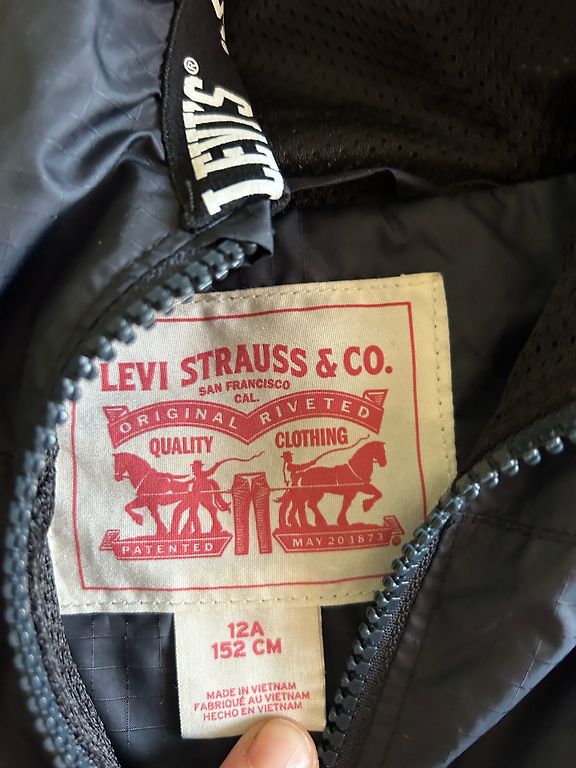 LEVI'S®
LEVI STRAUSS & CO.
SAN FRANCISCO
CAL.
ORIGINAL RIVETED
QUALITY CLOTHING
PATENTED MAY 20 1873
12A
152 CM
MADE IN VIETNAM
FABRIQUÉ AU VIETNAM
HECHO EN VIETNAM